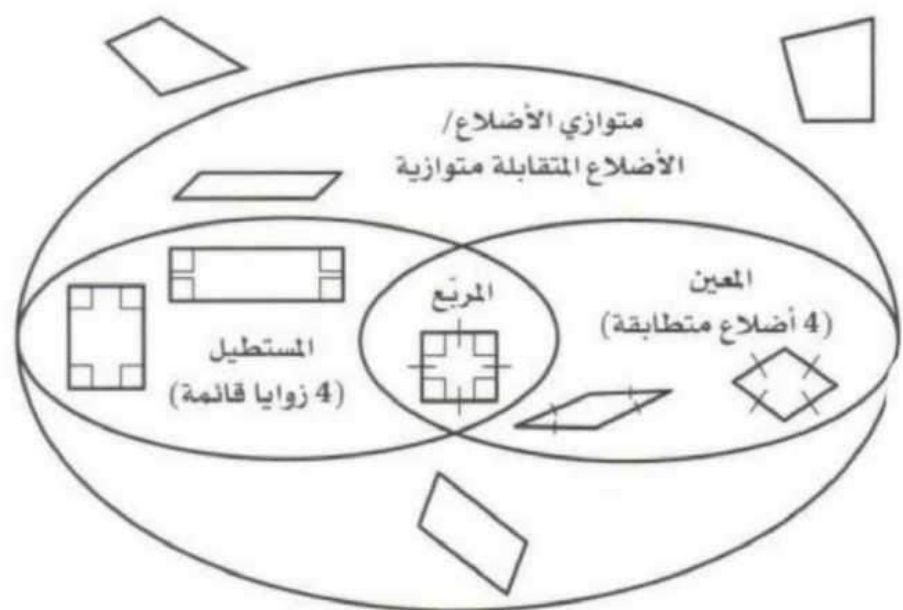 متوازي الأضلاع/
الأضلاع المتقابلة متوازية
المعين
(4 أضلاع متطابقة)
المربّع
المستطيل
(4 زوايا قائمة)